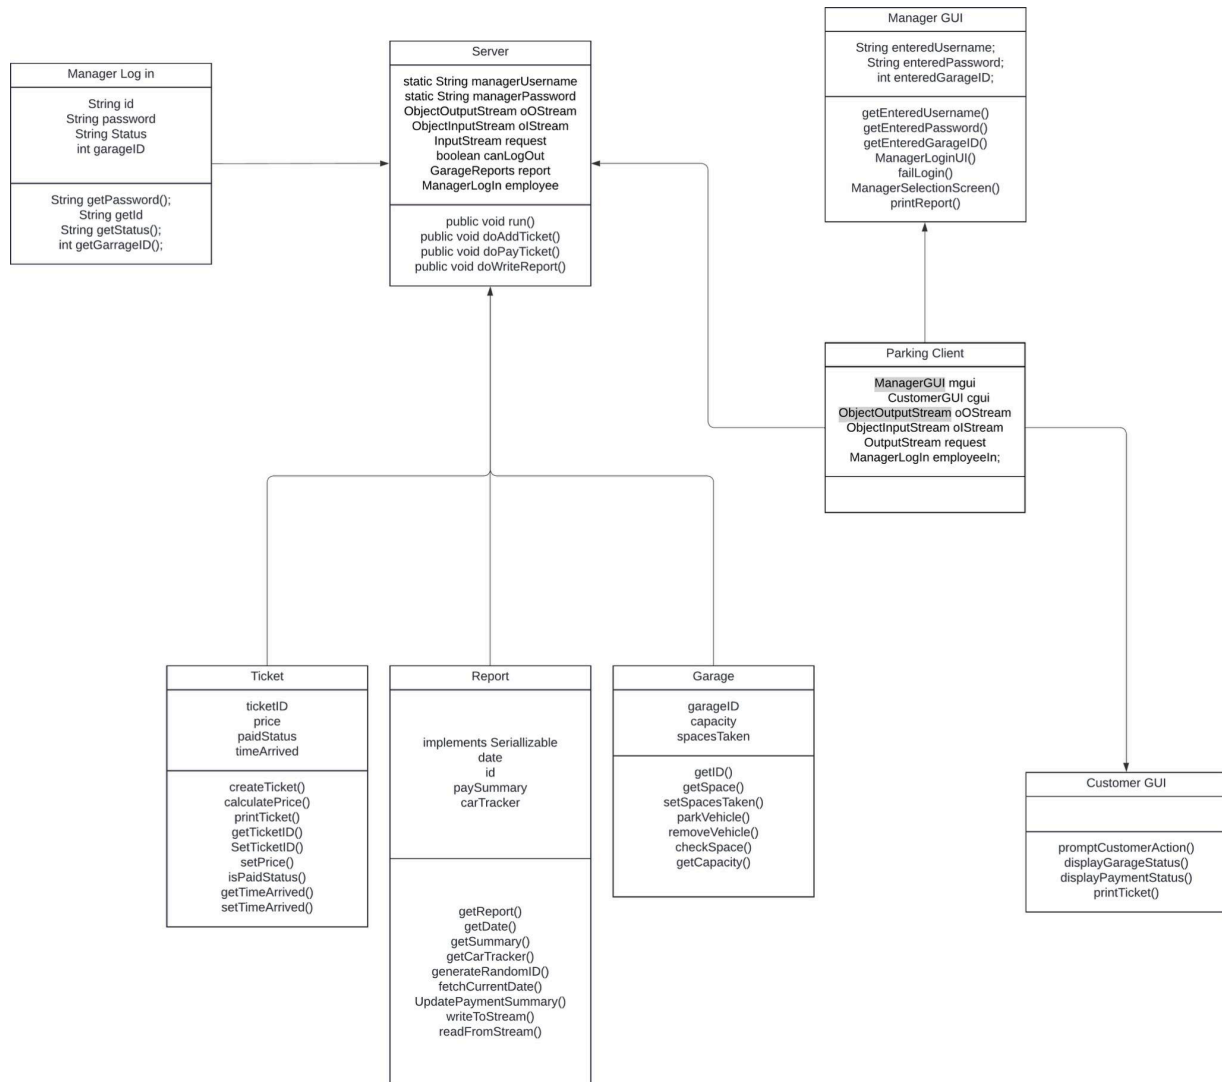 Manager Log in
String id
String password
String Status
int garageID
String getPassword();
String getId
String getStatus();
int getGarrageID();
Server
static String managerUsername
static String managerPassword
ObjectOutputStream oOStream
ObjectInputStream oIStream
InputStream request
boolean canLogOut
GarageReports report
ManagerLogIn employee
public void run()
public void doAddTicket()
public void doPayTicket()
public void doWriteReport()
Manager GUI
String enteredUsername;
String enteredPassword;
int enteredGarageID;
getEnteredUsername()
getEnteredPassword()
getEnteredGarageID()
ManagerLoginUI()
failLogin()
ManagerSelectionScreen()
printReport()
Parking Client
ManagerGUI mgui
CustomerGUI cgui
ObjectOutputStream oOStream
ObjectInputStream oIStream
OutputStream request
ManagerLogIn employeeIn;
Ticket
ticketID
price
paidStatus
timeArrived
createTicket()
calculatePrice()
printTicket()
getTicketID()
SetTicketID()
setPrice()
isPaidStatus()
getTimeArrived()
setTimeArrived()
Report
implements Seriallizable
date
id
paySummary
carTracker
getReport()
getDate()
getSummary()
getCarTracker()
generateRandomID()
fetchCurrentDate()
UpdatePaymentSummary()
writeToStream()
readFromStream()
Garage
garageID
capacity
spacesTaken
getID()
getSpace()
setSpacesTaken()
parkVehicle()
removeVehicle()
checkSpace()
getCapacity()
Customer GUI
promptCustomerAction()
displayGarageStatus()
displayPaymentStatus()
printTicket()